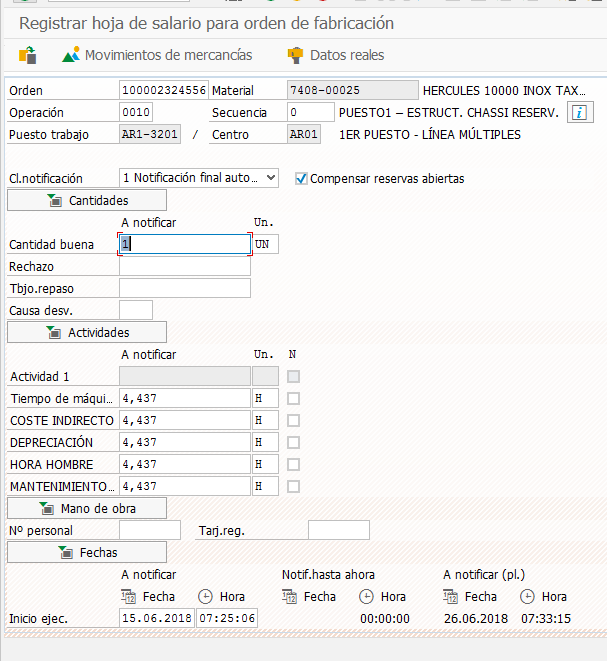 Registrar hoja de salario para orden de fabricación
Movimientos de mercancías Datos reales
Orden 100002324556 Material 7408-00025 HERCULES 10000 INOX TAX...
Operación 0010 Secuencia 0 PUESTO1 – ESTRUCT. CHASSI RESERV.
Puesto trabajo AR1-3201 / Centro AR01 1ER PUESTO - LÍNEA MÚLTIPLES
Cl.notificación 1 Notificación final auto... Compensar reservas abiertas
Cantidades
A notificar Un.
Cantidad buena 1 UN
Rechazo
Tbjo.repaso
Causa desv.
Actividades
A notificar Un. N
Actividad 1
Tiempo de máqui... 4,437 H
COSTE INDIRECTO 4,437 H
DEPRECIACIÓN 4,437 H
HORA HOMBRE 4,437 H
MANTENIMIENTO... 4,437 H
Mano de obra
Nº personal Tarj.reg.
Fechas
A notificar Notif.hasta ahora A notificar (pl.)
Fecha Hora Fecha Hora Fecha Hora
Inicio ejec. 15.06.2018 07:25:06 00:00:00 26.06.2018 07:33:15